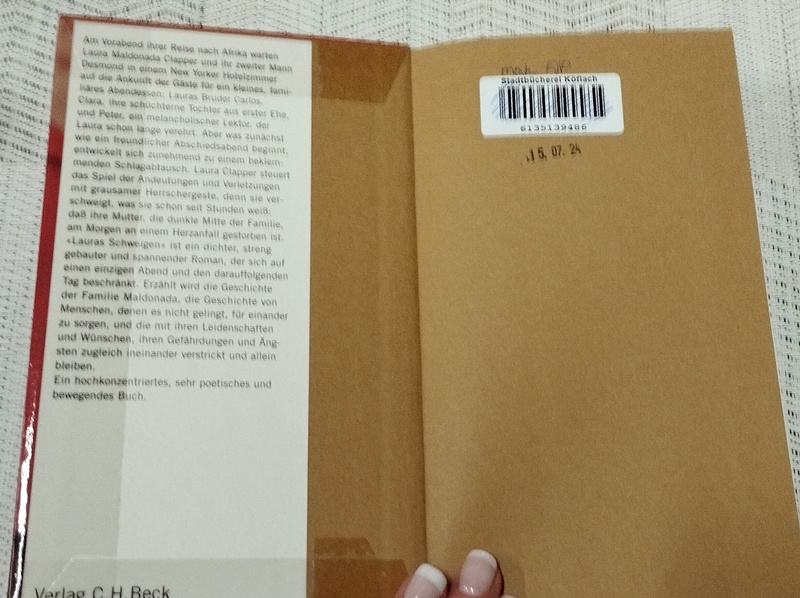 Am Vorabend ihrer Reise nach Afrika warten
Laura Maldonada Clapper und ihr zweiter Mann
Desmond in einem New Yorker Hotelzimmer
auf die Ankunft der Gäste für ein kleines, fami-
liäres Abendessen: Lauras Bruder Carlos,
Clara, ihre schüchterne Tochter aus erster Ehe,
und Peter, ein melancholischer Lektor, der
Laura schon lange verehrt. Aber was zunächst
wie ein freundlicher Abschiedsabend beginnt,
entwickelt sich zunehmend zu einem beklem-
menden Schlagabtausch. Laura Clapper steuert
das Spiel der Andeutungen und Verletzungen
mit grausamer Herrschergeste, denn sie ver-
schweigt, was sie schon seit Stunden weiß:
daß ihre Mutter, die dunkle Mitte der Familie,
am Morgen an einem Herzanfall gestorben ist.
«Lauras Schweigen» ist ein dichter, streng
gebauter und spannender Roman, der sich auf
einen einzigen Abend und den darauffolgenden
Tag beschränkt. Erzählt wird die Geschichte
der Familie Maldonada, die Geschichte von
Menschen, denen es nicht gelingt, für einander
zu sorgen, und die mit ihren Leidenschaften
und Wünschen, ihren Gefährdungen und Äng-
sten zugleich ineinander verstrickt und allein
bleiben.
Ein hochkonzentriertes, sehr poetisches und
bewegendes Buch.
Verlag C.H.Beck
Stadtbücherei Köflach
6135139486
15. 07. 24